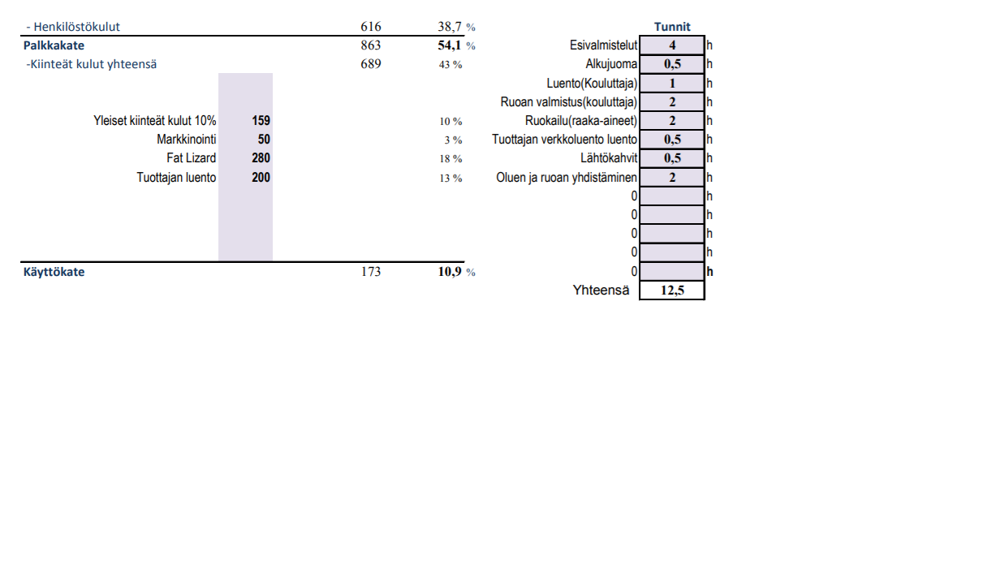 - Henkilöstökulut 616 38,7 %
Palkkakate 863 54,1 %
-Kiinteät kulut yhteensä 689 43 %
Yleiset kiinteät kulut 10% 159 10 %
Markkinointi 50 3 %
Fat Lizard 280 18 %
Tuottajan luento 200 13 %
Käyttökate 173 10,9 %
Tunnit
Esivalmistelut 4 h
Alkujuoma 0,5 h
Luento(Kouluttaja) 1 h
Ruoan valmistus(kouluttaja) 2 h
Ruokailu(raaka-aineet) 2 h
Tuottajan verkkoluento luento 0,5 h
Lähtökahvit 0,5 h
Oluen ja ruoan yhdistäminen 2 h
0 h
0 h
0 h
0 h
0 h
Yhteensä 12,5